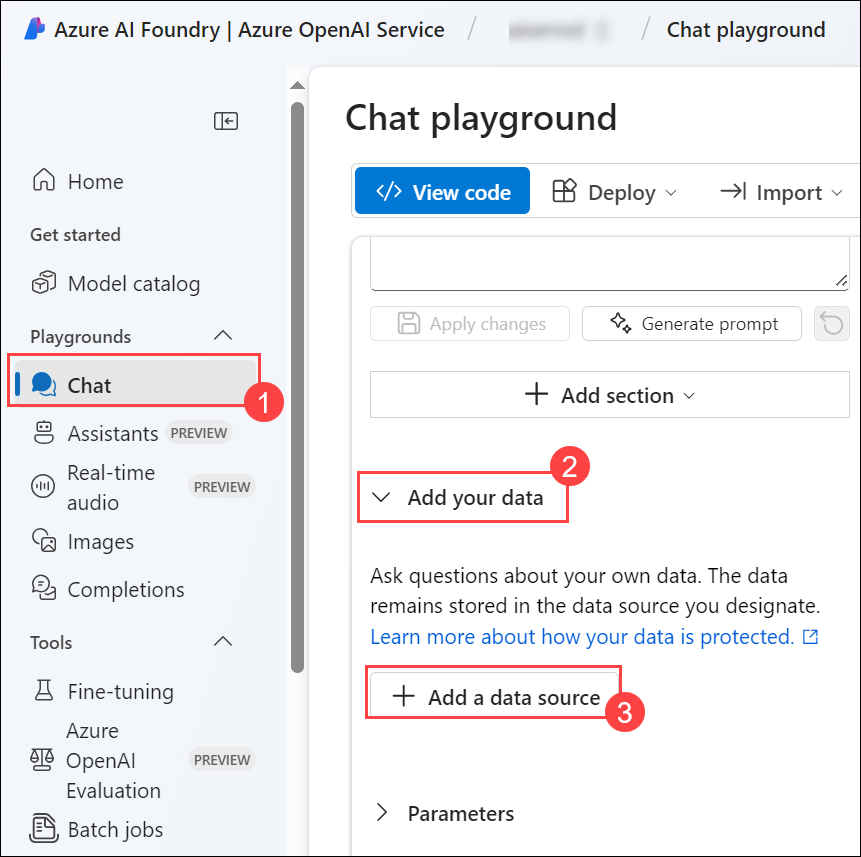 Azure AI Foundry | Azure OpenAI Service / / Chat playground
Home
Get started
Model catalog
Playgrounds
Chat
1
Assistants PREVIEW
Real-time
audio
PREVIEW
Images
Completions
Tools
Fine-tuning
Azure
OpenAI
Evaluation
PREVIEW
Batch jobs
Chat playground
</> View code
Deploy
Import
Apply changes
Generate prompt
+ Add section
2
Add your data
Ask questions about your own data. The data
remains stored in the data source you designate.
Learn more about how your data is protected.
+ Add a data source
3
Parameters